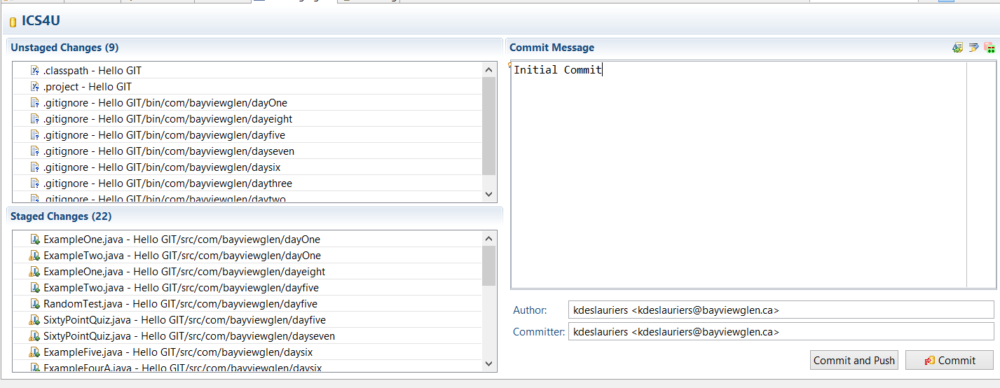 ICS4U
Unstaged Changes (9)
.classpath - Hello GIT
.project - Hello GIT
.gitignore - Hello GIT/bin/com/bayviewglen/dayOne
.gitignore - Hello GIT/bin/com/bayviewglen/dayeight
.gitignore - Hello GIT/bin/com/bayviewglen/dayfive
.gitignore - Hello GIT/bin/com/bayviewglen/dayseven
.gitignore - Hello GIT/bin/com/bayviewglen/daysix
.gitignore - Hello GIT/bin/com/bayviewglen/daythree
.gitignore - Hello GIT/bin/com/bayviewglen/daytwo
Staged Changes (22)
ExampleOne.java - Hello GIT/src/com/bayviewglen/dayOne
ExampleTwo.java - Hello GIT/src/com/bayviewglen/dayOne
ExampleOne.java - Hello GIT/src/com/bayviewglen/dayeight
ExampleTwo.java - Hello GIT/src/com/bayviewglen/dayfive
RandomTest.java - Hello GIT/src/com/bayviewglen/dayfive
SixtyPointQuiz.java - Hello GIT/src/com/bayviewglen/dayfive
SixtyPointQuiz.java - Hello GIT/src/com/bayviewglen/dayseven
ExampleFive.java - Hello GIT/src/com/bayviewglen/daysix
ExampleFourA.java - Hello GIT/src/com/bayviewglen/daysix
Commit Message
Initial Commit
Author: kdeslauriers <kdeslauriers@bayviewglen.ca>
Committer: kdeslauriers <kdeslauriers@bayviewglen.ca>
Commit and Push
Commit